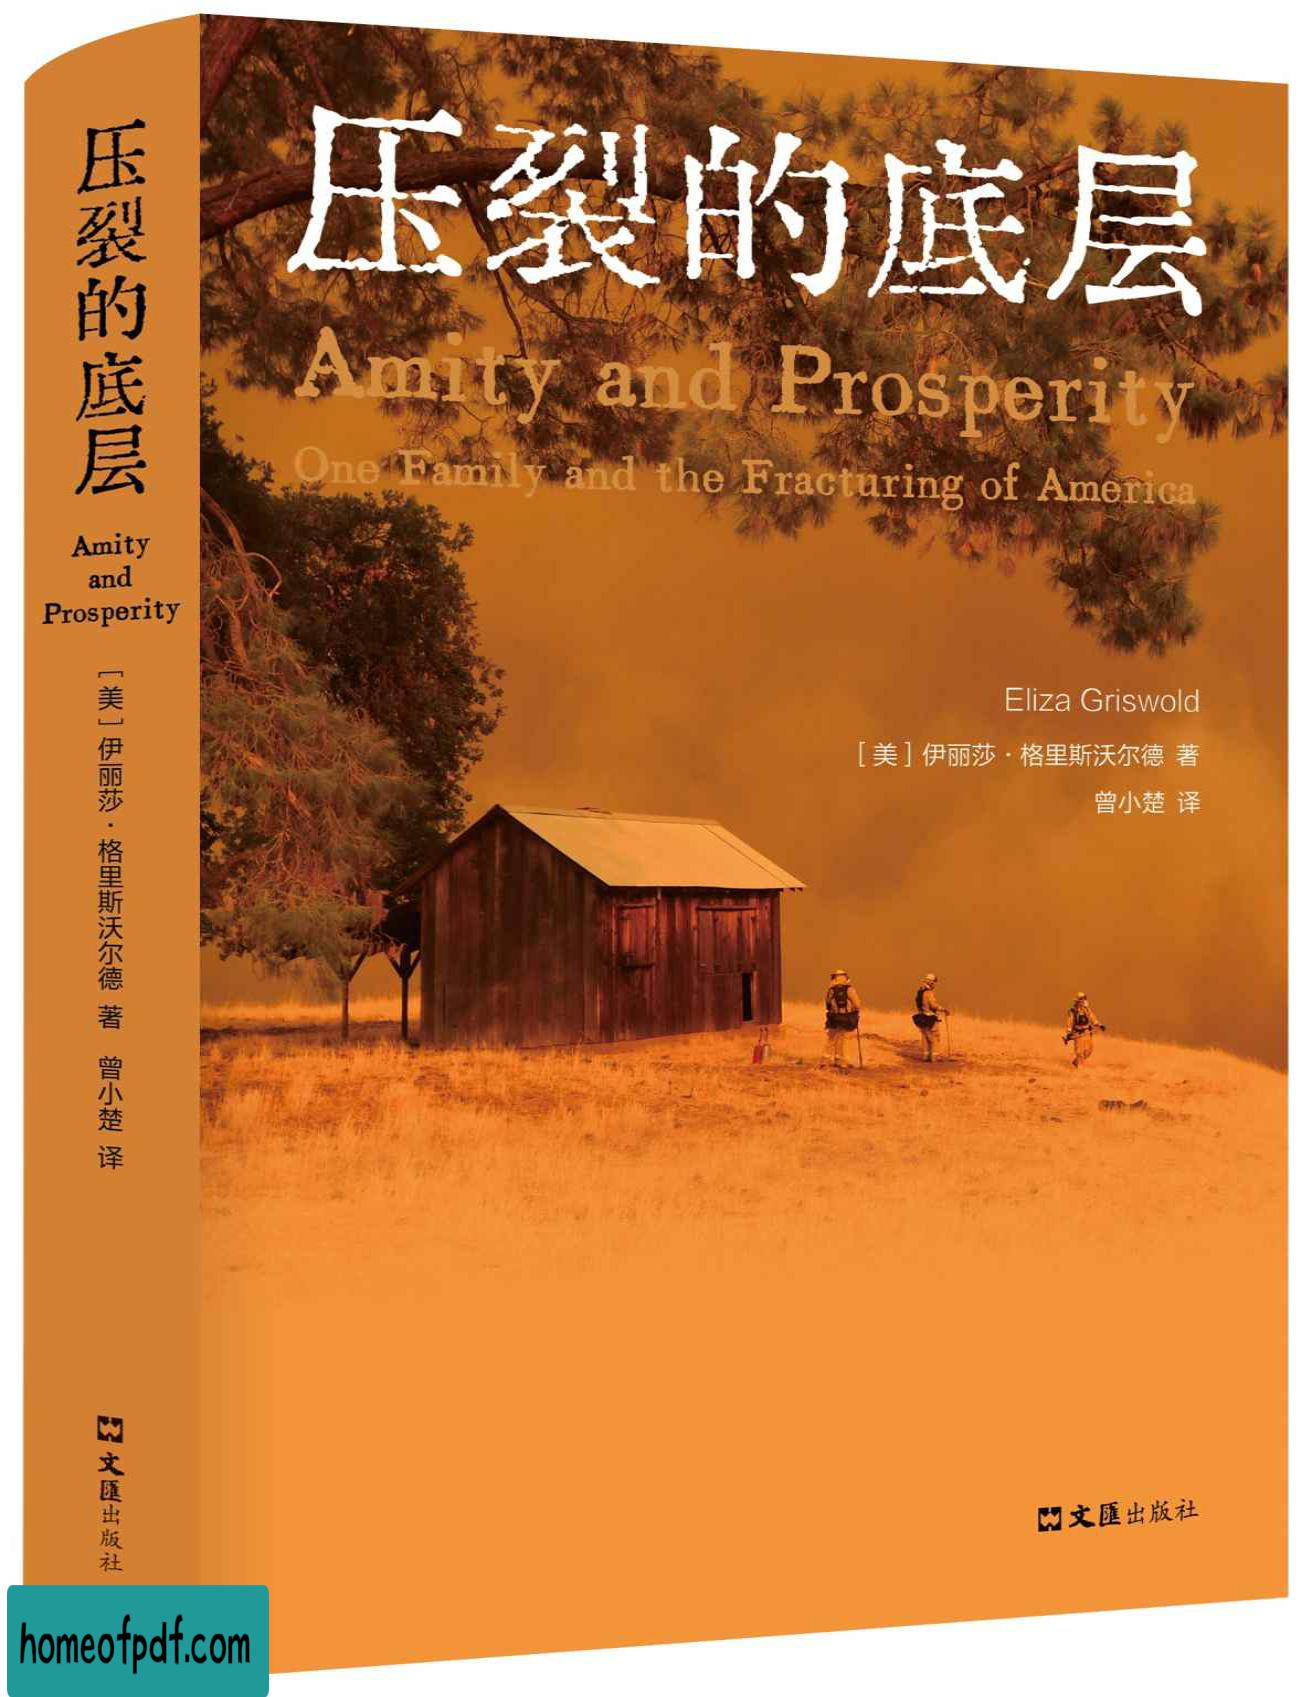 压裂的底层
Amity
and
Prosperity
[美]伊丽莎·格里斯沃尔德 著 曾小楚 译
文匯出版社
压裂的底层
Amity and Prosperity
One Family and the Fracturing of America
Eliza Griswold
[美]伊丽莎·格里斯沃尔德 著
曾小楚 译
文匯出版社
homeofpdf.com